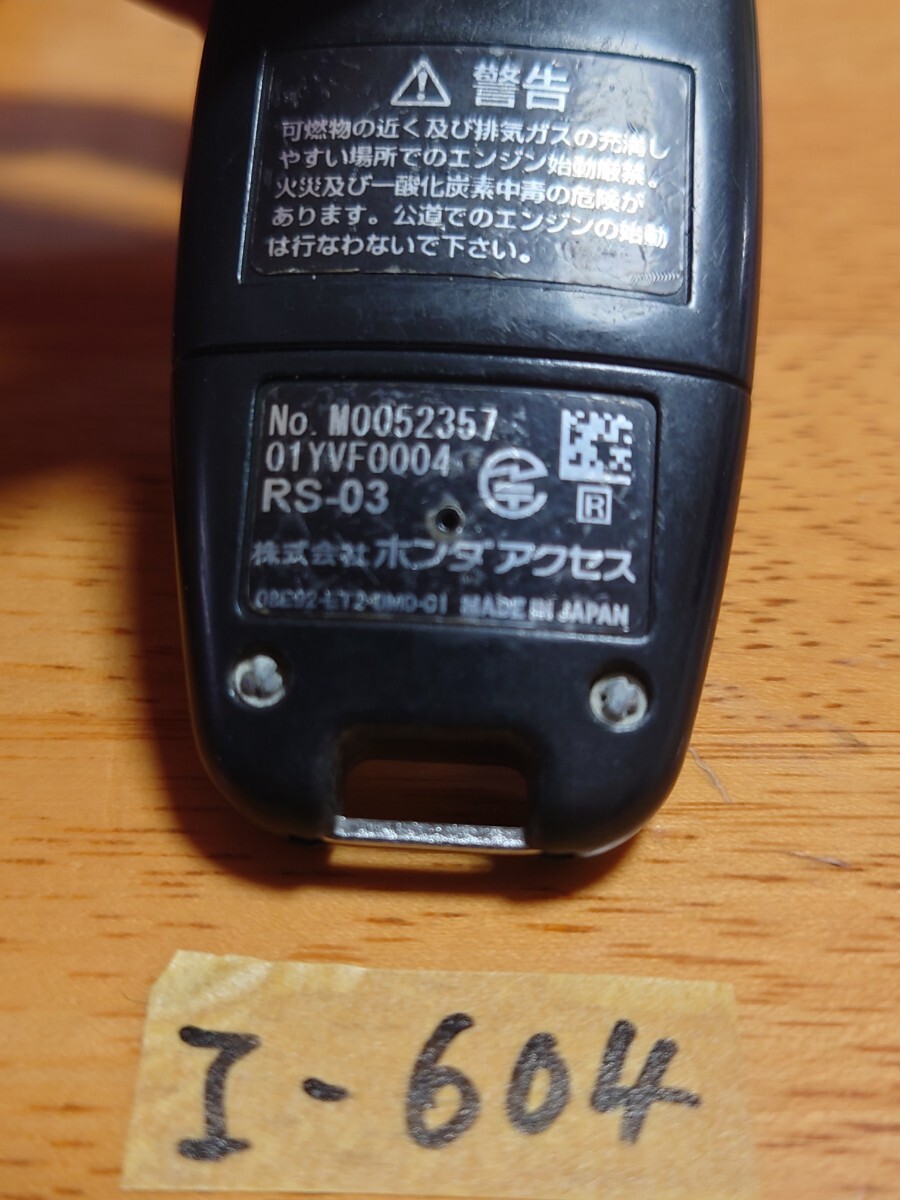 警告
可燃物の近く及び排気ガスの充満し
やすい場所でのエンジン始動厳禁。
火災及び一酸化炭素中毒の危険が
あります。公道でのエンジンの始動
は行なわないで下さい。
No. M0052357
01YVF0004
RS-03
R
株式会社 ホンダアクセス
MADE IN JAPAN
I-604